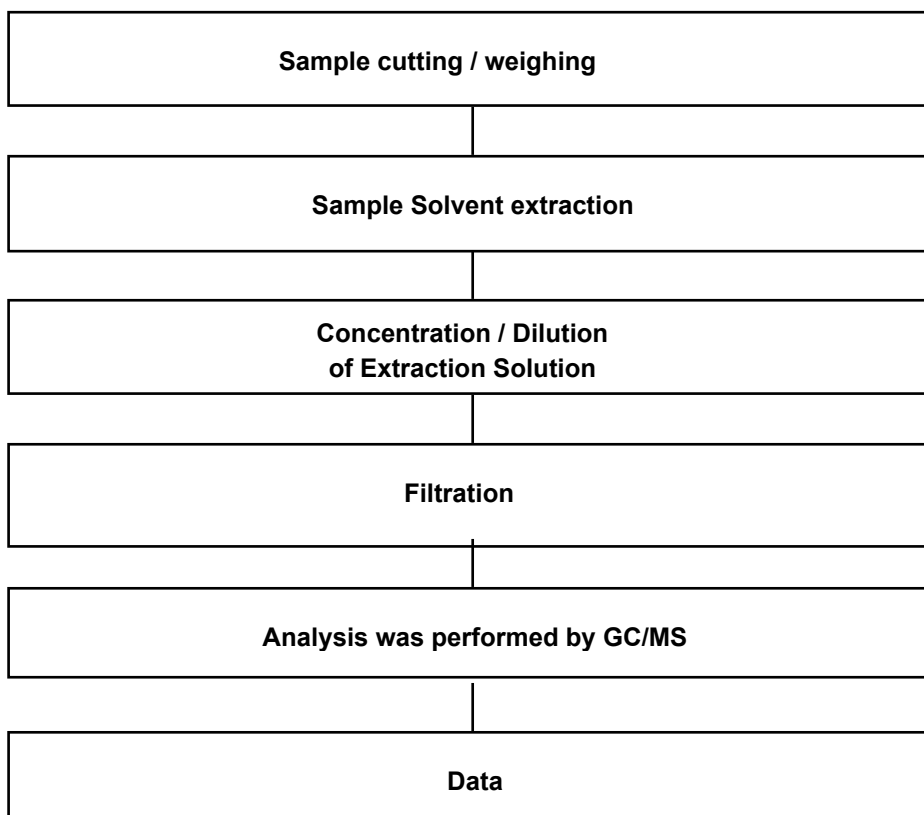 Sample cutting / weighing
Sample Solvent extraction
Concentration / Dilution
of Extraction Solution
Filtration
Analysis was performed by GC/MS
Data